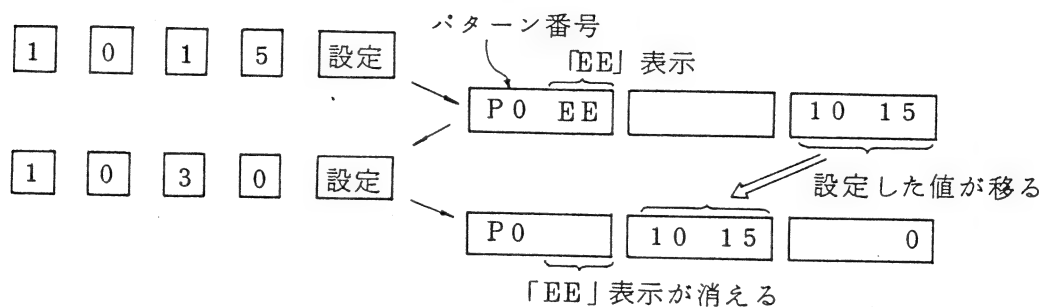 パターン番号
1 0 1 5 設定
「EE」表示
P0 EE 10 15
1 0 3 0 設定
設定した値が移る
P0 10 15 0
「EE」表示が消える